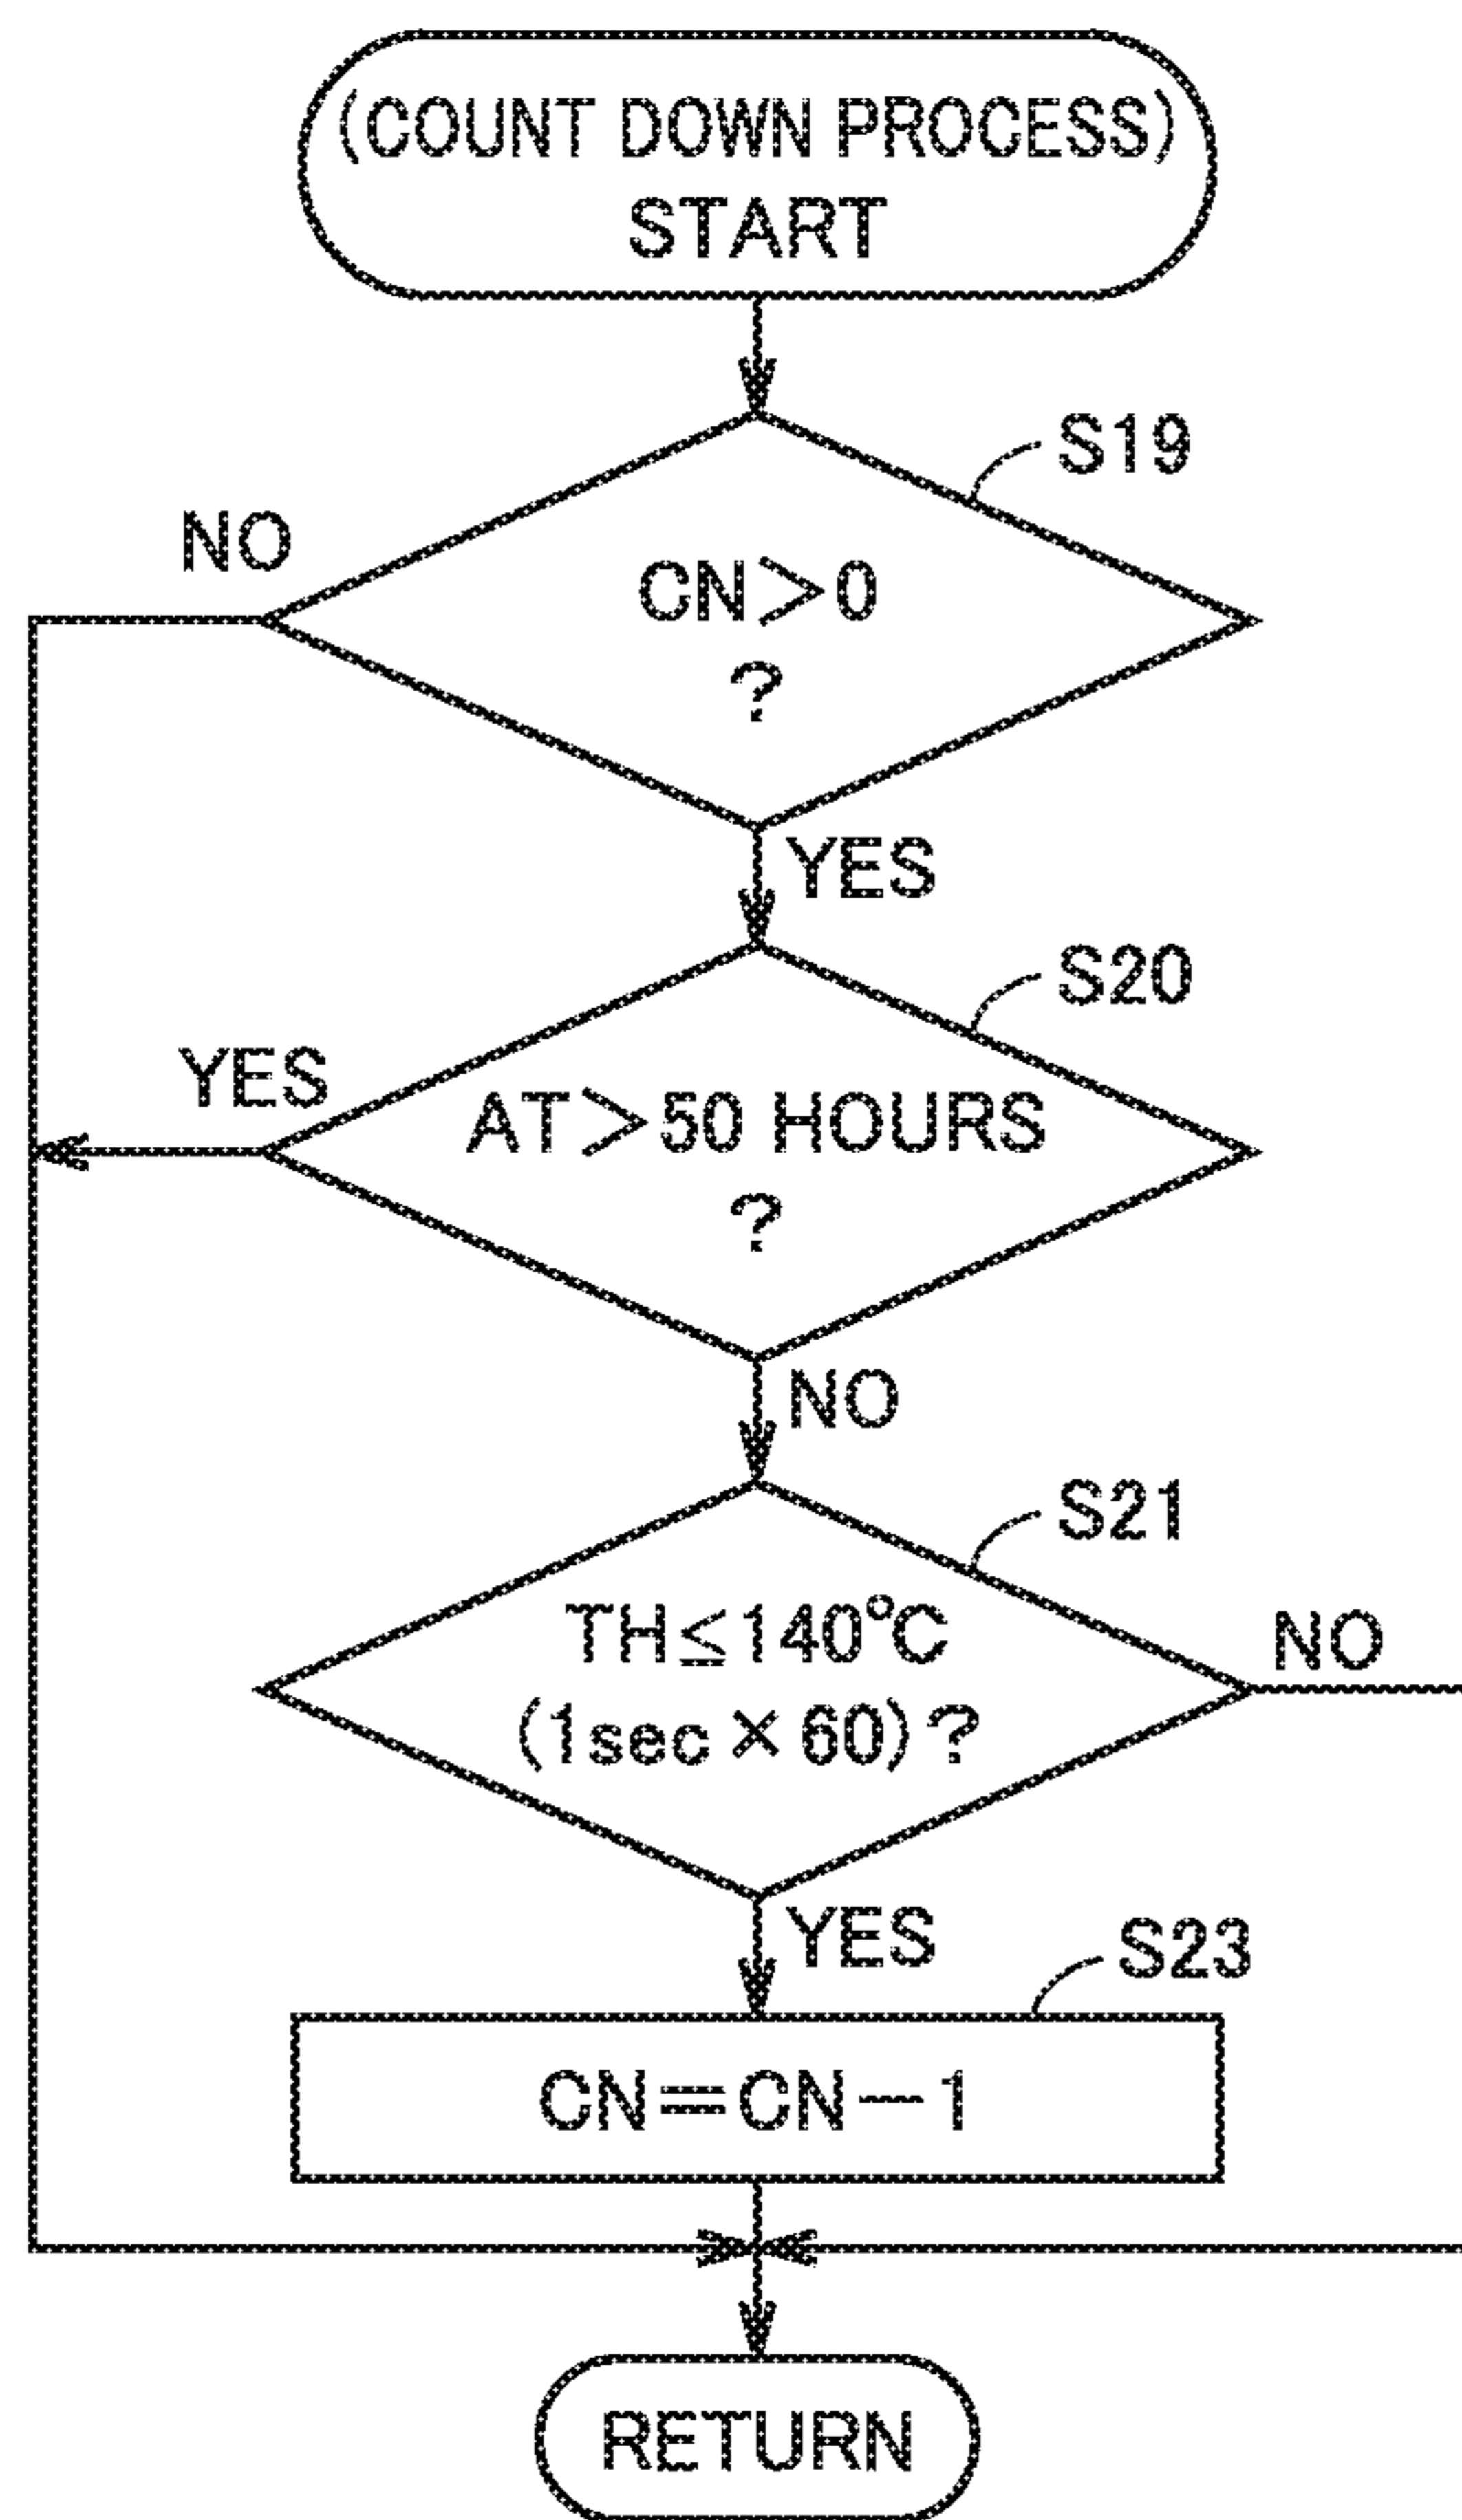 (COUNT DOWN PROCESS)
START
S19
NO
CN>0
?
YES
S20
YES
AT>50 HOURS
?
NO
S21
TH≦140℃
NO
(1sec×60)?
YES
S23
CN=CN-1
RETURN